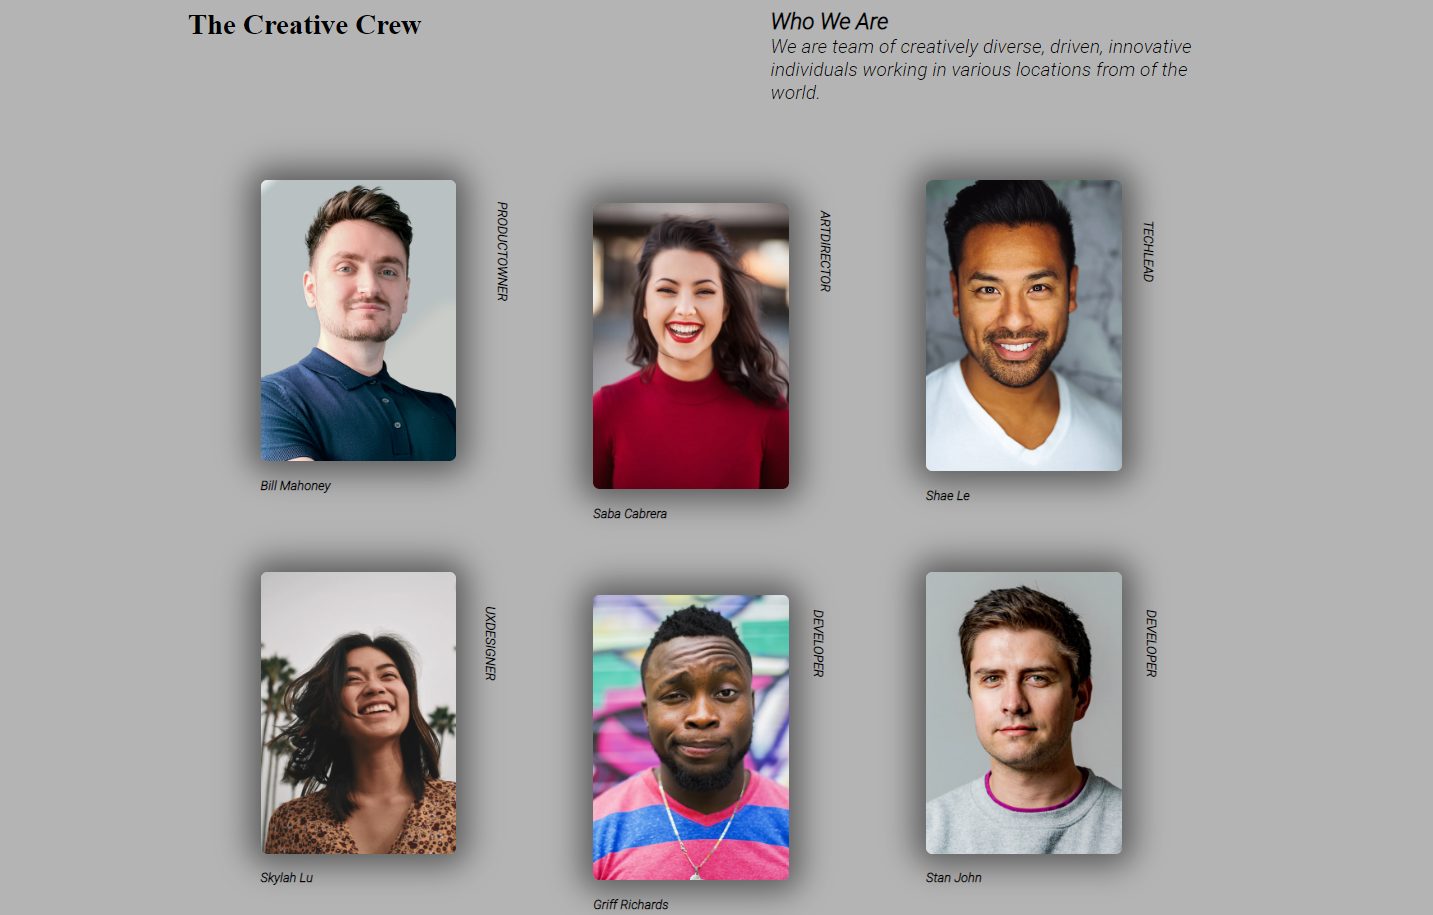 The Creative Crew
Who We Are
We are team of creatively diverse, driven, innovative
individuals working in various locations from of the
world.
PRODUCTOWNER
Bill Mahoney
ARTDIRECTOR
Saba Cabrera
TECHLEAD
Shae Le
UXDESIGNER
Skylah Lu
DEVELOPER
Griff Richards
DEVELOPER
Stan John